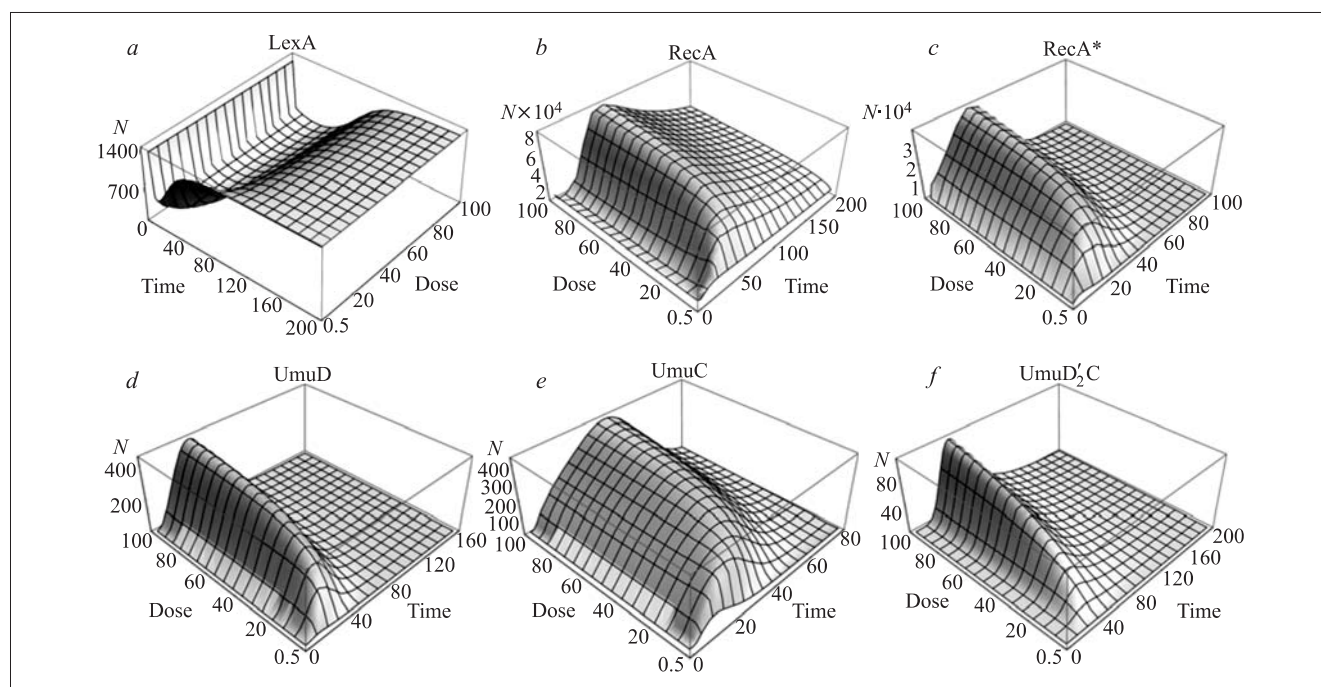 a
LexA
N
1400
700
0
40
80
120
160
200
Time
0.5
20
40
60
80
100
Dose
b
RecA
N×10⁴
8
6
4
2
100
80
60
40
20
0.5
Dose
0
50
100
150
200
Time
c
RecA*
N·10⁴
3
2
1
100
80
60
40
20
0.5
Dose
0
20
40
60
80
100
Time
d
UmuD
N
400
200
100
80
60
40
20
0.5
Dose
0
40
80
120
160
Time
e
UmuC
N
400
300
200
100
100
80
60
40
20
0.5
Dose
0
20
40
60
80
Time
f
UmuD′₂C
N
80
40
100
80
60
40
20
0.5
Dose
0
40
80
120
160
200
Time